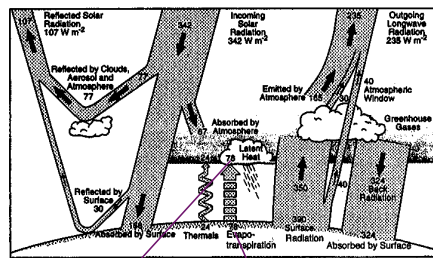 107
Reflected Solar
Radiation
107 W m-2
342
Incoming
Solar
Radiation
342 W m-2
235
Outgoing
Longwave
Radiation
235 W m-2
Reflected by Clouds,
Aerosol and
Atmosphere
77
77
Emitted by
Atmosphere
165
30
40
Atmospheric
Window
Greenhouse
Gases
67
Absorbed by
Atmosphere
24
78
Latent
Heat
350
40
324
Back
Radiation
Reflected by
Surface
30
168
Absorbed by Surface
24
Thermals
78
Evapo-
transpiration
390
Surface
Radiation
324
Absorbed by Surface